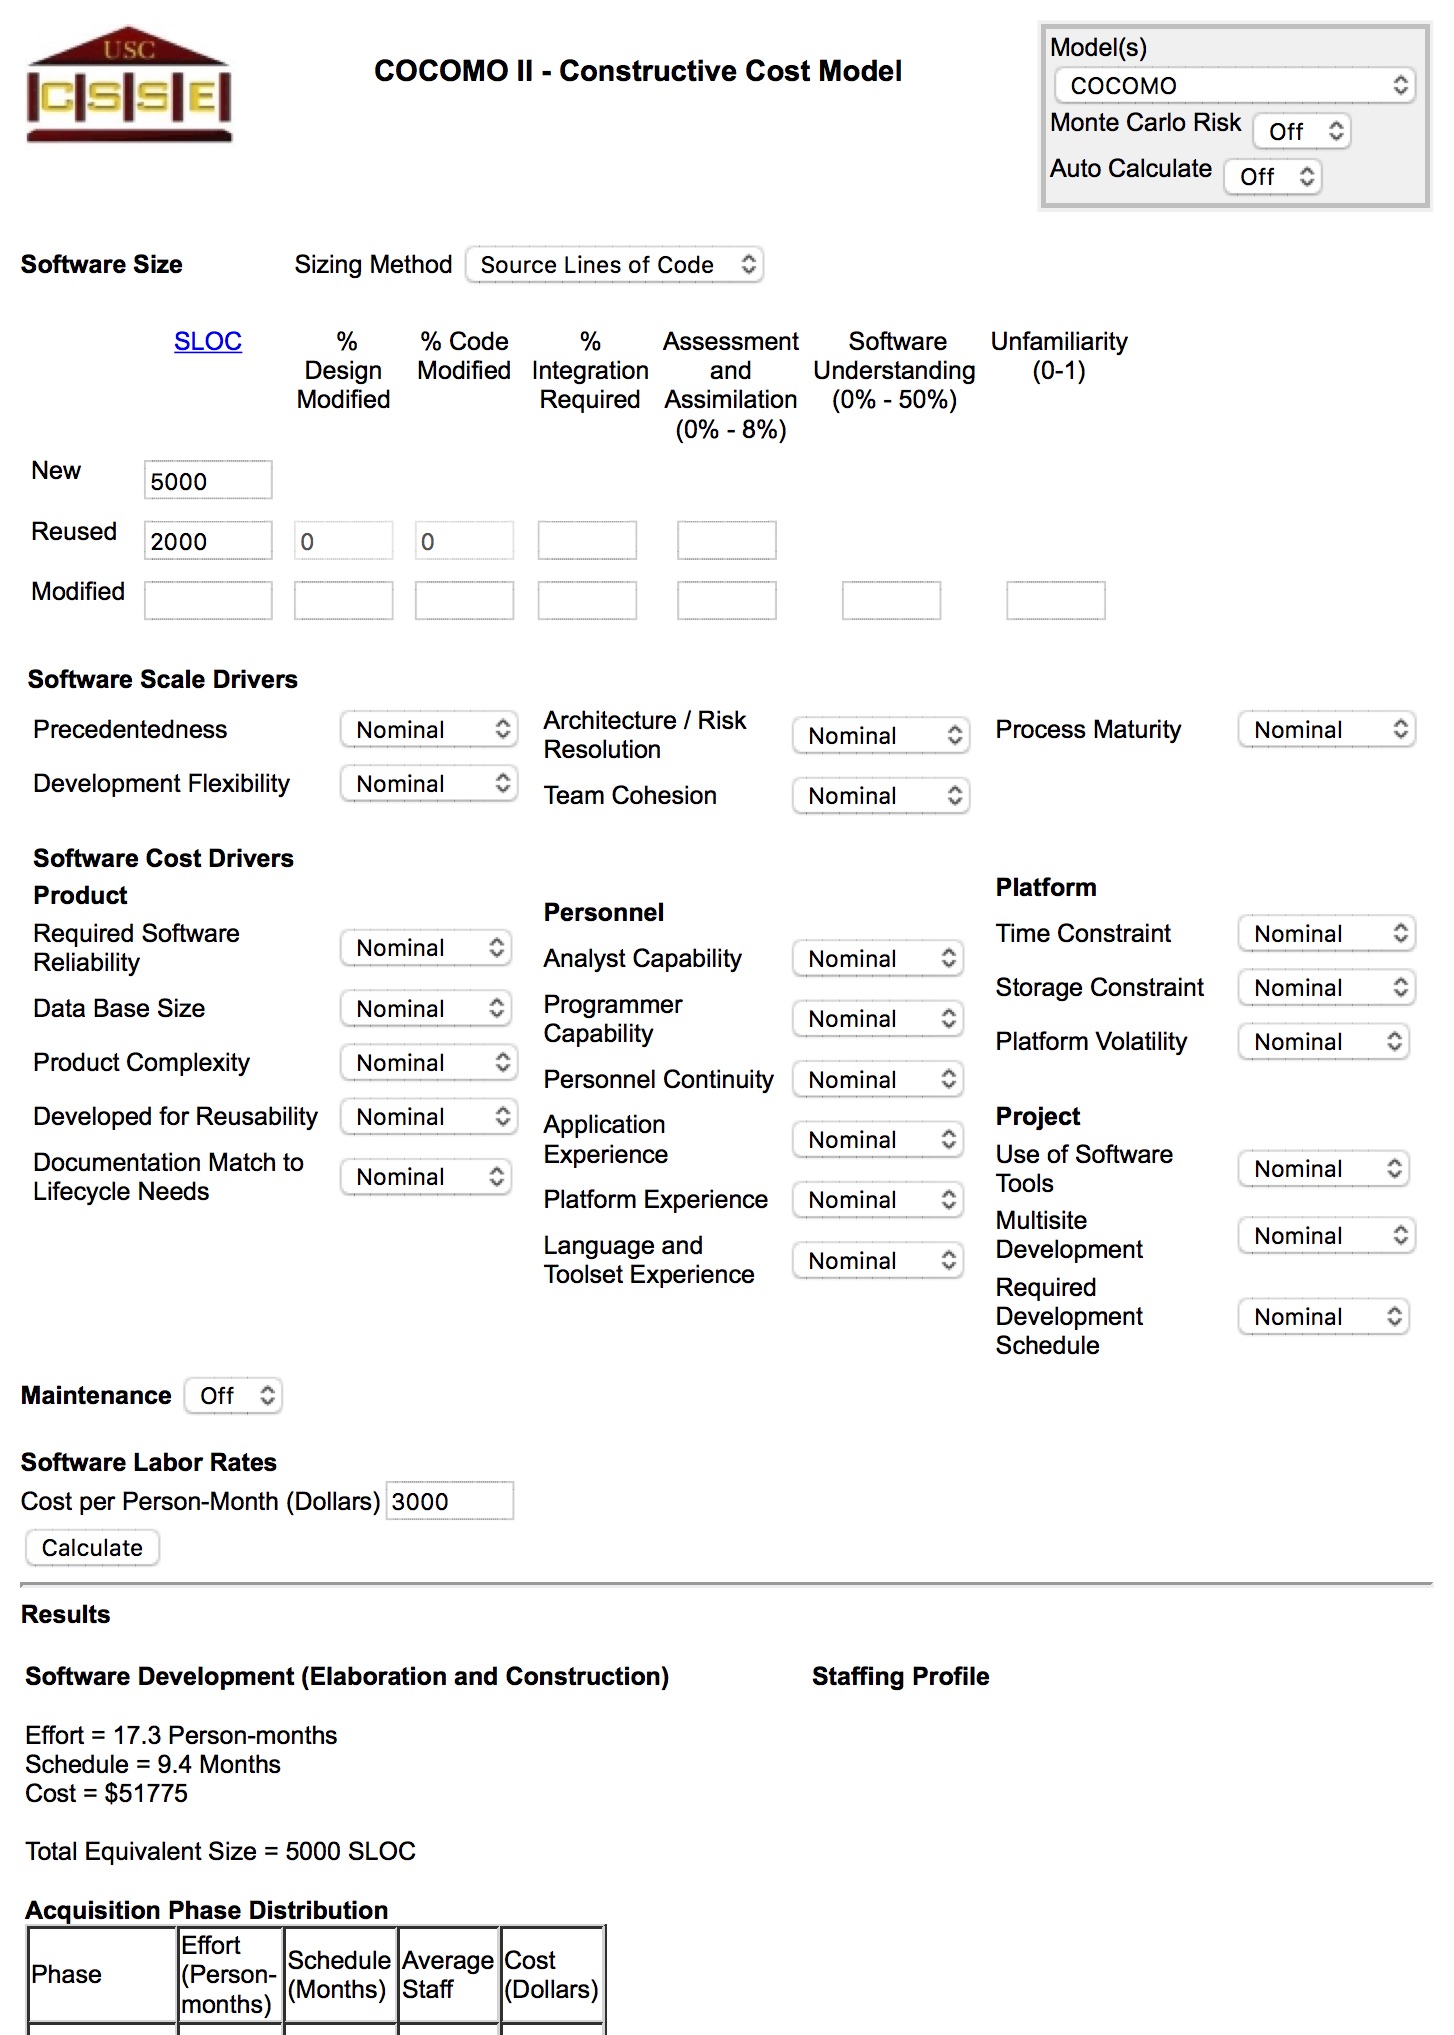 USC
CSSE
COCOMO II - Constructive Cost Model
Model(s)
COCOMO
Monte Carlo Risk Off
Auto Calculate Off
Software Size Sizing Method Source Lines of Code
SLOC % % Code % Assessment Software Unfamiliarity
Design Modified Integration and Understanding (0-1)
Modified Required Assimilation (0% - 50%)
(0% - 8%)
New 5000
Reused 2000 0 0
Modified
Software Scale Drivers
Precedentedness Nominal
Development Flexibility Nominal
Architecture / Risk
Resolution Nominal
Team Cohesion Nominal
Process Maturity Nominal
Software Cost Drivers
Product
Required Software
Reliability Nominal
Data Base Size Nominal
Product Complexity Nominal
Developed for Reusability Nominal
Documentation Match to
Lifecycle Needs Nominal
Personnel
Analyst Capability Nominal
Programmer
Capability Nominal
Personnel Continuity Nominal
Application
Experience Nominal
Platform Experience Nominal
Language and
Toolset Experience Nominal
Platform
Time Constraint Nominal
Storage Constraint Nominal
Platform Volatility Nominal
Project
Use of Software
Tools Nominal
Multisite
Development Nominal
Required
Development
Schedule Nominal
Maintenance Off
Software Labor Rates
Cost per Person-Month (Dollars) 3000
Calculate
Results
Software Development (Elaboration and Construction)
Effort = 17.3 Person-months
Schedule = 9.4 Months
Cost = $51775
Total Equivalent Size = 5000 SLOC
Staffing Profile
Acquisition Phase Distribution
Phase Effort Schedule Average Cost
(Person- (Months) Staff (Dollars)
months)